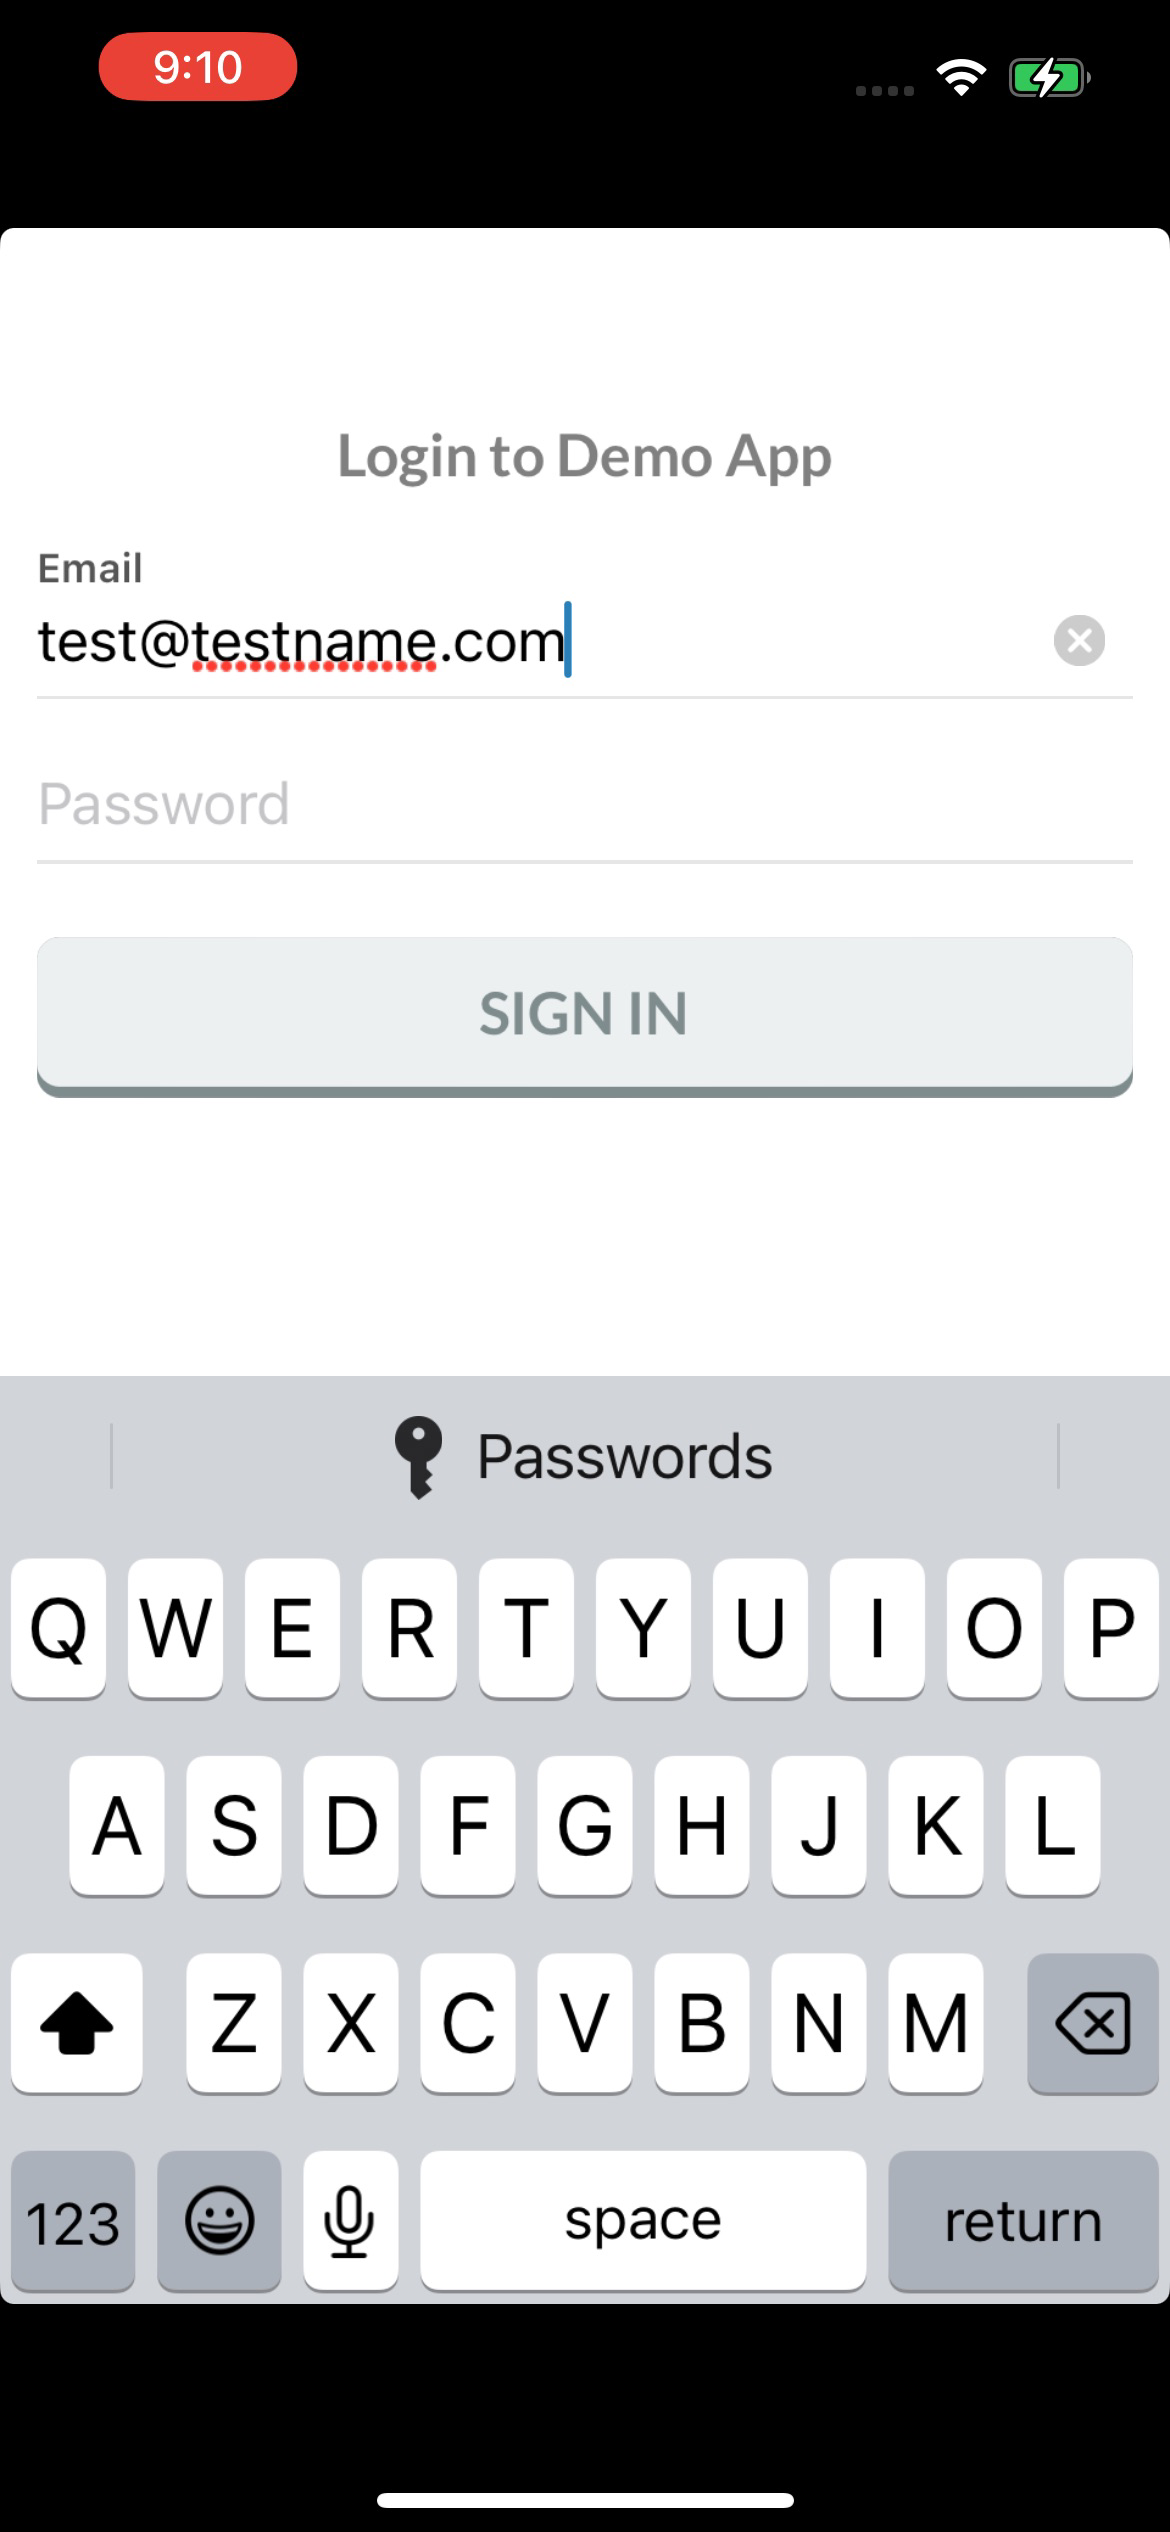 9:10
Login to Demo App
Email
test@testname.com
Password
SIGN IN
Passwords
Q W E R T Y U I O P
A S D F G H J K L
Z X C V B N M
123 space return